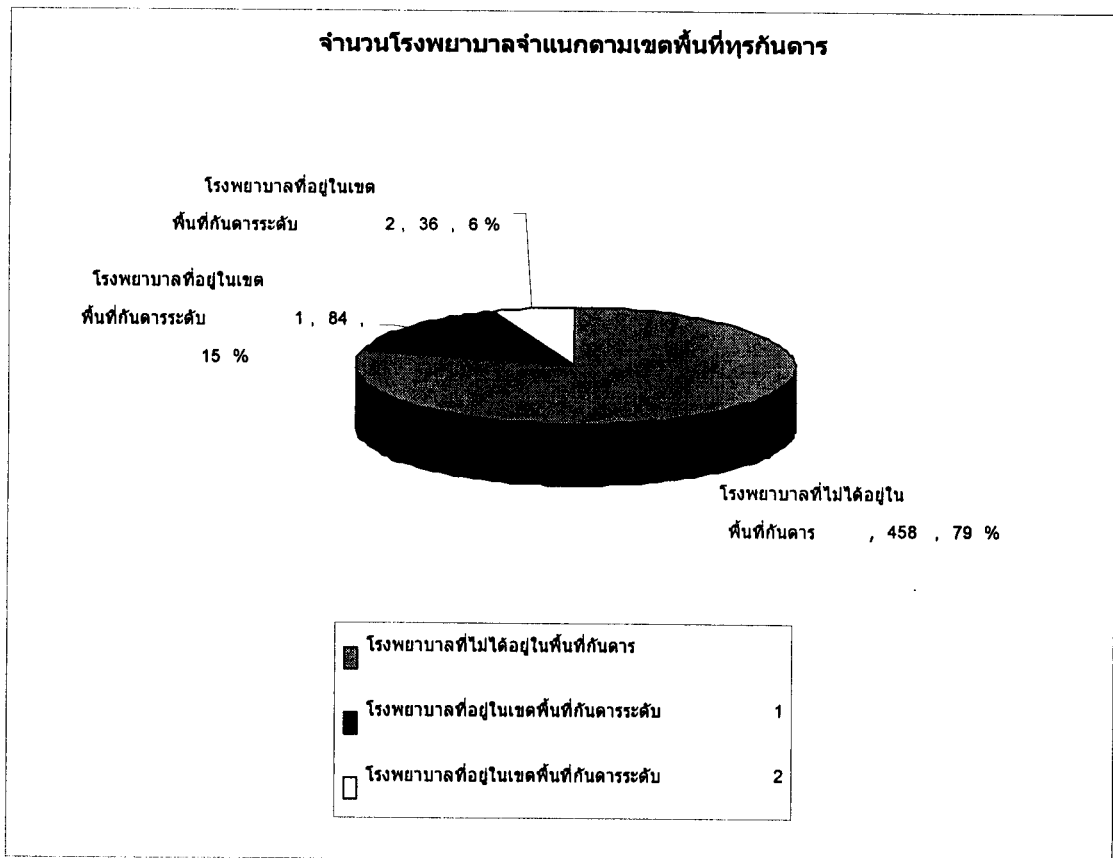 จำนวนโรงพยาบาลจำแนกตามเขตพื้นที่ทุรกันดาร
โรงพยาบาลที่อยู่ในเขต
พื้นที่กันดารระดับ 2 , 36 , 6 %
โรงพยาบาลที่อยู่ในเขต
พื้นที่กันดารระดับ 1 , 84 ,
15 %
โรงพยาบาลที่ไม่ได้อยู่ใน
พื้นที่กันดาร , 458 , 79 %
โรงพยาบาลที่ไม่ได้อยู่ในพื้นที่กันดาร
โรงพยาบาลที่อยู่ในเขตพื้นที่กันดารระดับ 1
โรงพยาบาลที่อยู่ในเขตพื้นที่กันดารระดับ 2